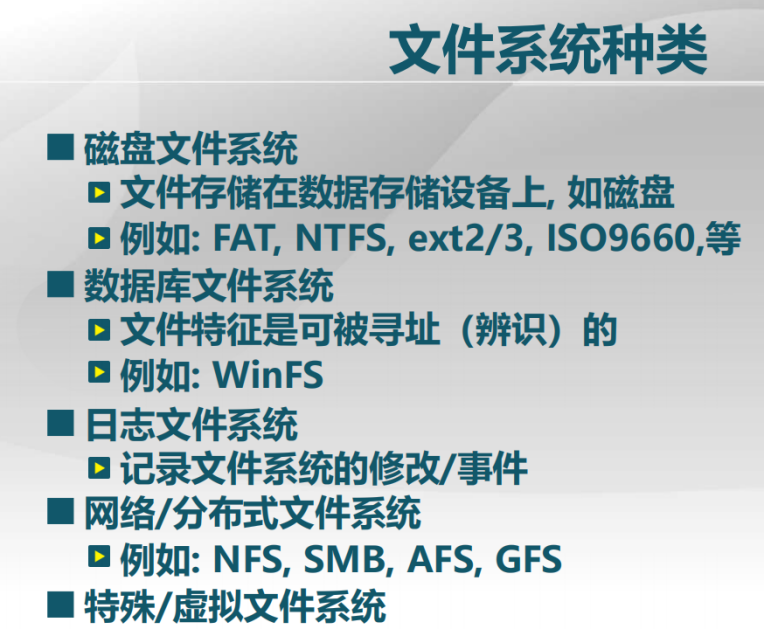 文件系统种类
磁盘文件系统
文件存储在数据存储设备上, 如磁盘
例如: FAT, NTFS, ext2/3, ISO9660,等
数据库文件系统
文件特征是可被寻址（辨识）的
例如: WinFS
日志文件系统
记录文件系统的修改/事件
网络/分布式文件系统
例如: NFS, SMB, AFS, GFS
特殊/虚拟文件系统